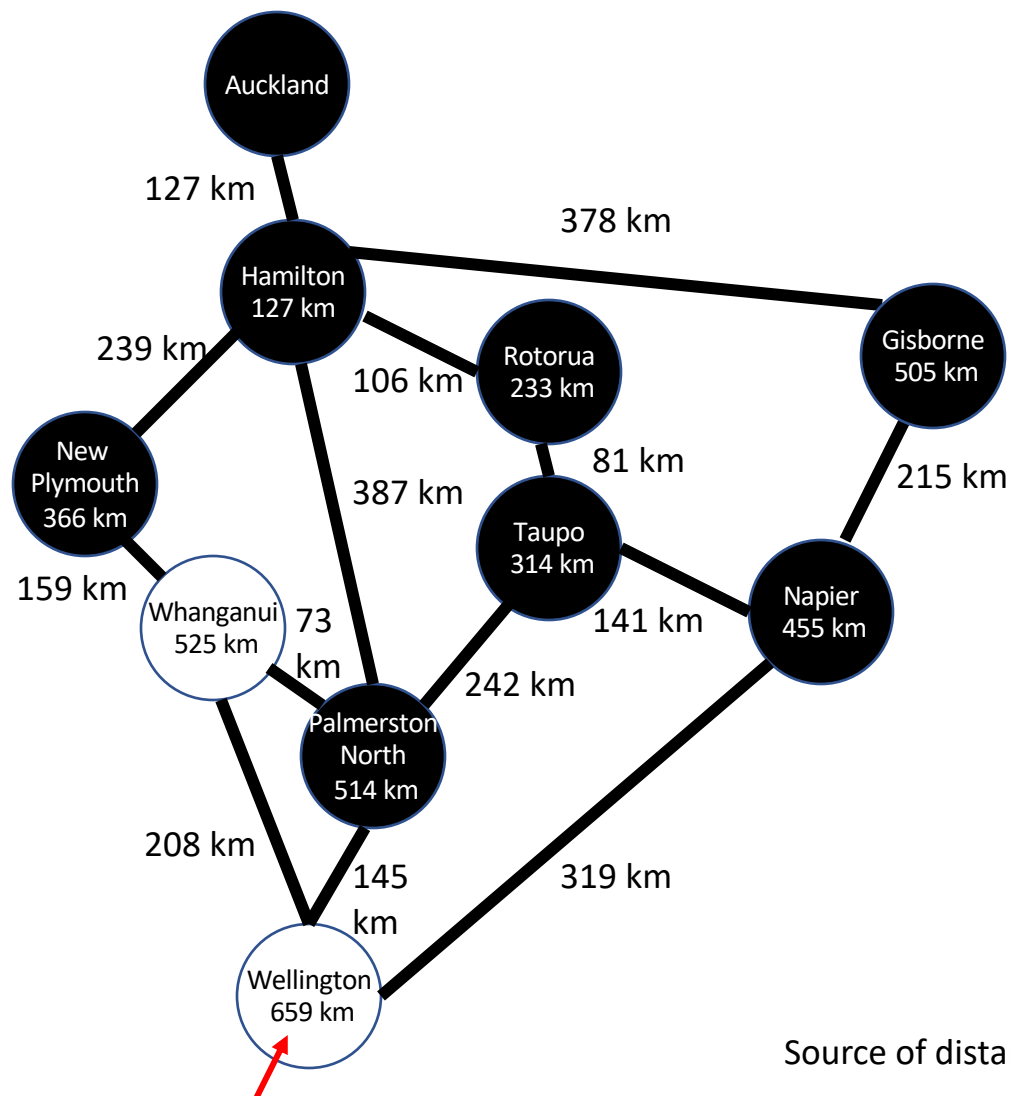 Auckland
127 km
378 km
Hamilton
127 km
Gisborne
505 km
239 km
Rotorua
233 km
106 km
New
Plymouth
366 km
387 km
81 km
215 km
Taupo
314 km
159 km
Whanganui
525 km
73
km
141 km
Napier
455 km
242 km
Palmerston
North
514 km
208 km
145
km
319 km
Wellington
659 km
Source of dista